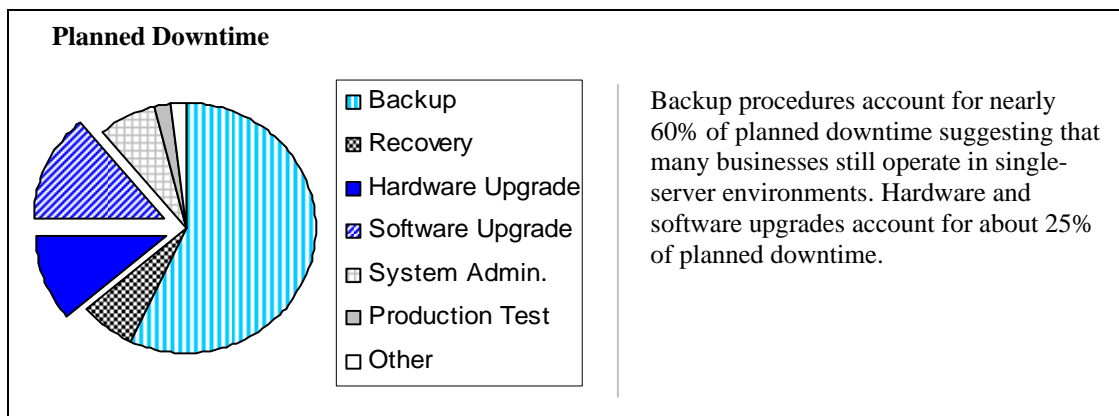 Planned Downtime
Backup
Recovery
Hardware Upgrade
Software Upgrade
System Admin.
Production Test
Other
Backup procedures account for nearly
60% of planned downtime suggesting that
many businesses still operate in single-
server environments. Hardware and
software upgrades account for about 25%
of planned downtime.